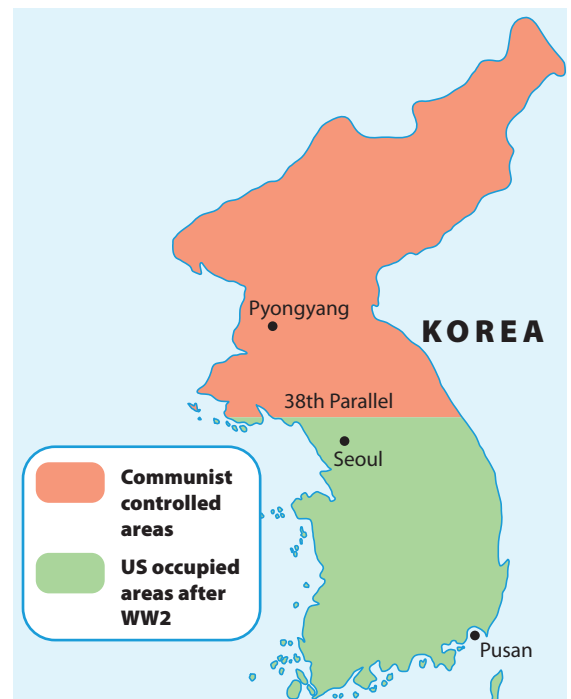 Pyongyang
KOREA
38th Parallel
Seoul
Communist
controlled
areas
US occupied
areas after
WW2
Pusan